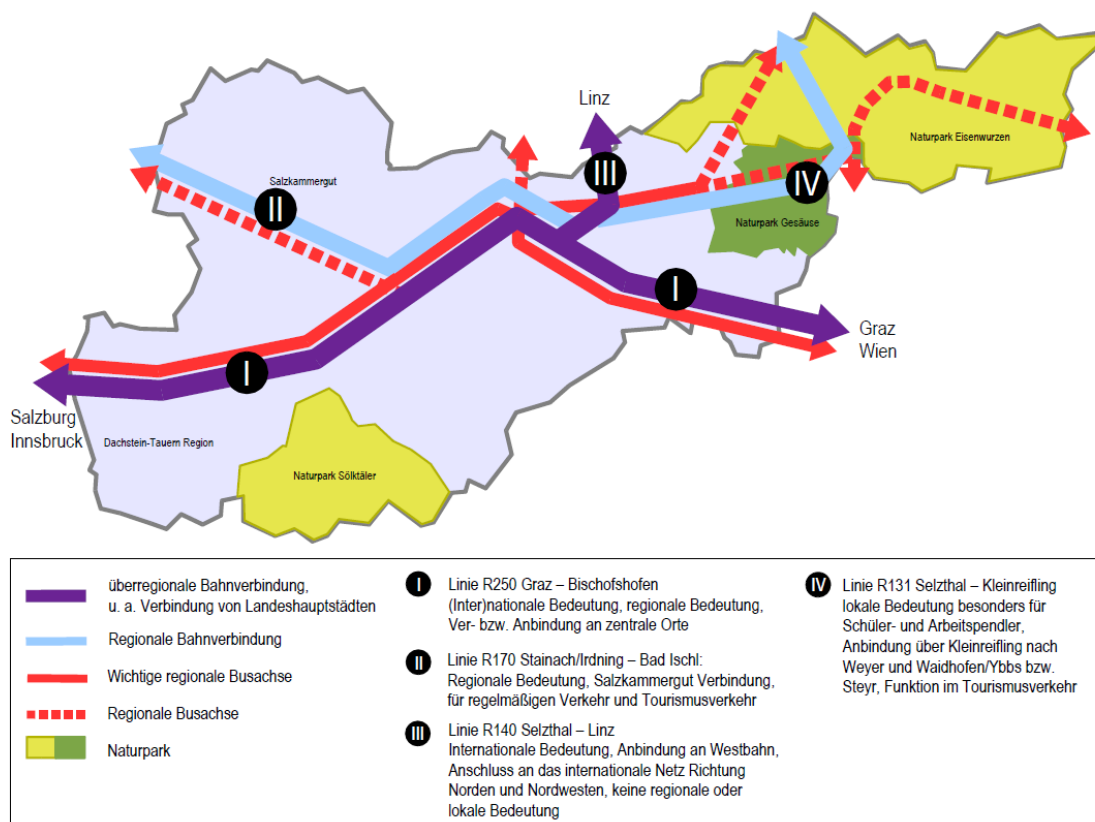 Linz
Naturpark Eisenwurzen
Salzkammergut
III
IV
II
Naturpark Gesäuse
I
Graz
Wien
I
Salzburg
Innsbruck
Dachstein-Tauern Region
Naturpark Sölktäler
überregionale Bahnverbindung,
u. a. Verbindung von Landeshauptstädten
Regionale Bahnverbindung
Wichtige regionale Busachse
Regionale Busachse
Naturpark
I
Linie R250 Graz – Bischofshofen
(Inter)nationale Bedeutung, regionale Bedeutung,
Ver- bzw. Anbindung an zentrale Orte
II
Linie R170 Stainach/Irdning – Bad Ischl:
Regionale Bedeutung, Salzkammergut Verbindung,
für regelmäßigen Verkehr und Tourismusverkehr
III
Linie R140 Selzthal – Linz
Internationale Bedeutung, Anbindung an Westbahn,
Anschluss an das internationale Netz Richtung
Norden und Nordwesten, keine regionale oder
lokale Bedeutung
IV
Linie R131 Selzthal – Kleinreifling
lokale Bedeutung besonders für
Schüler- und Arbeitspendler,
Anbindung über Kleinreifling nach
Weyer und Waidhofen/Ybbs bzw.
Steyr, Funktion im Tourismusverkehr